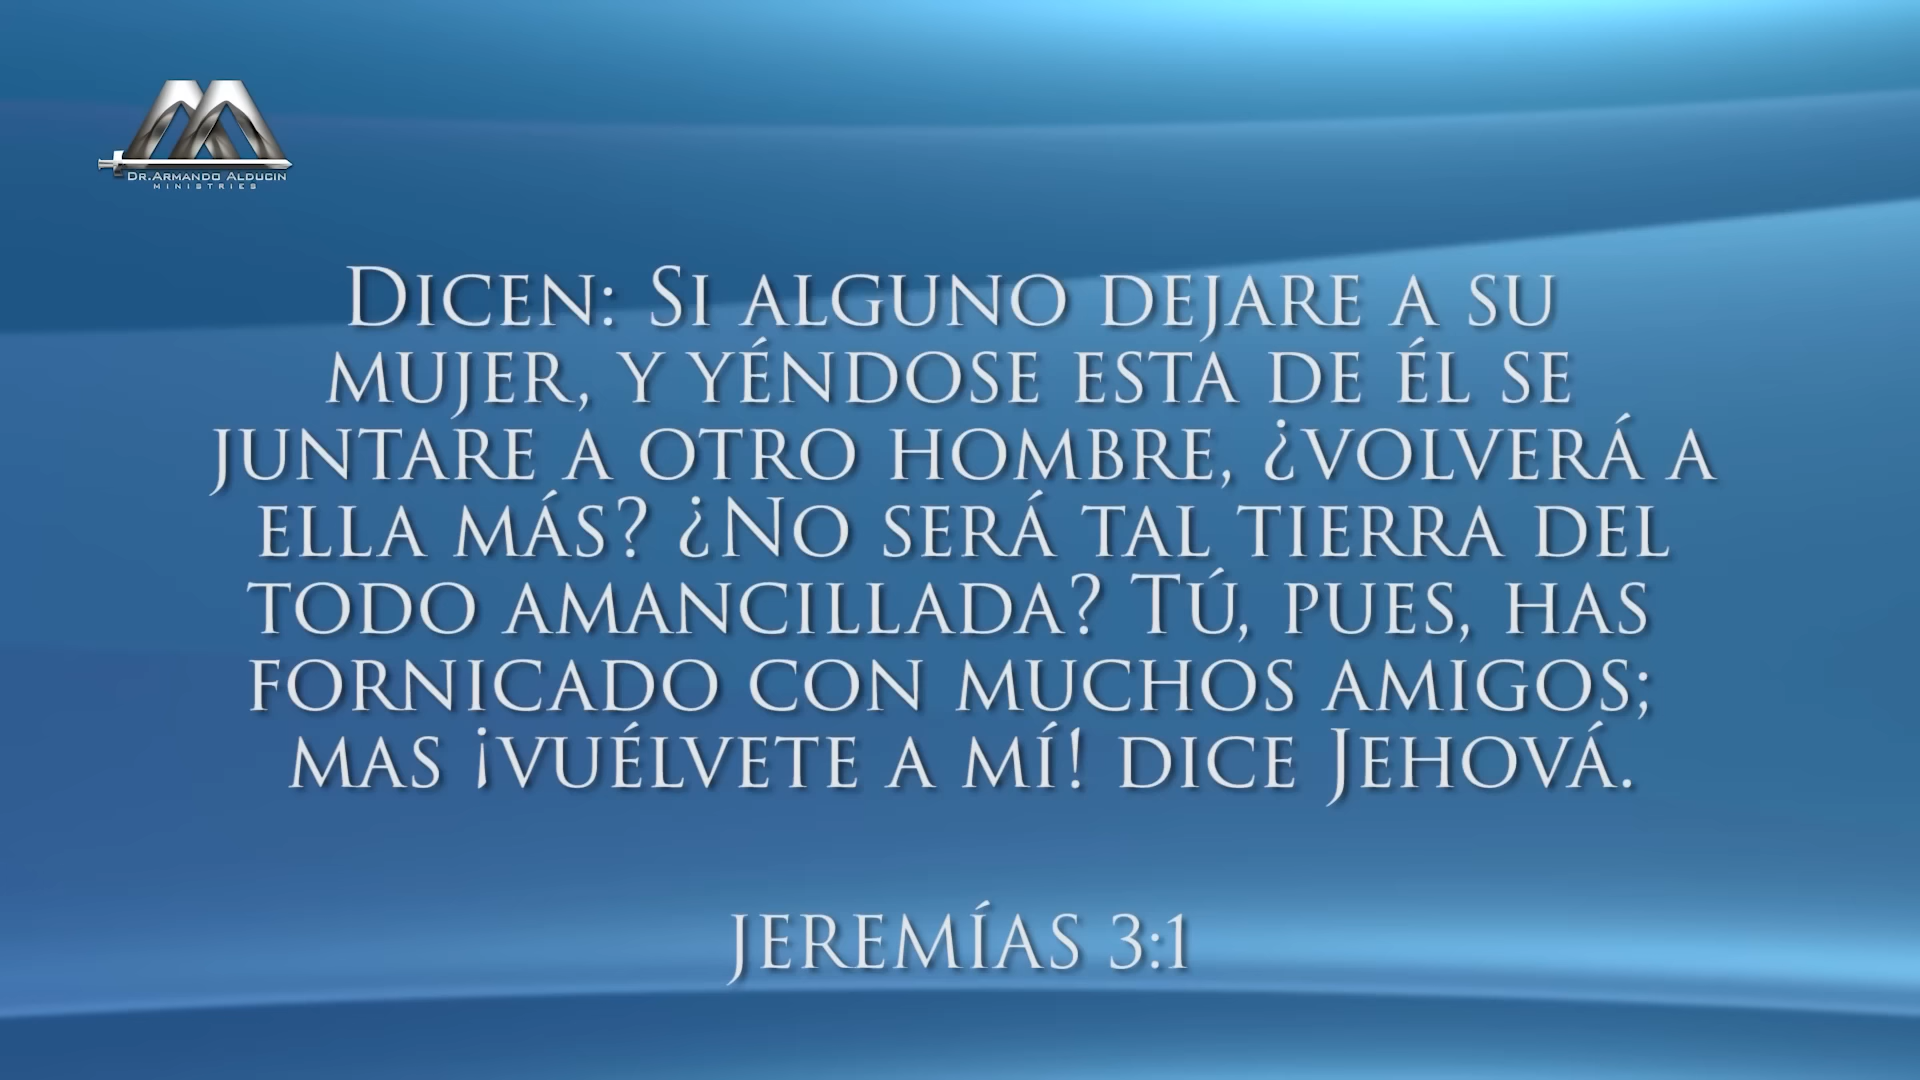 Dr. Armando Alducin
MINISTRIES
Dicen: Si alguno dejare a su
mujer, y yéndose esta de él se
juntare a otro hombre, ¿volverá a
ella más? ¿No será tal tierra del
todo amancillada? Tú, pues, has
fornicado con muchos amigos;
mas ¡vuélvete a mí! dice Jehová.
jeremías 3:1